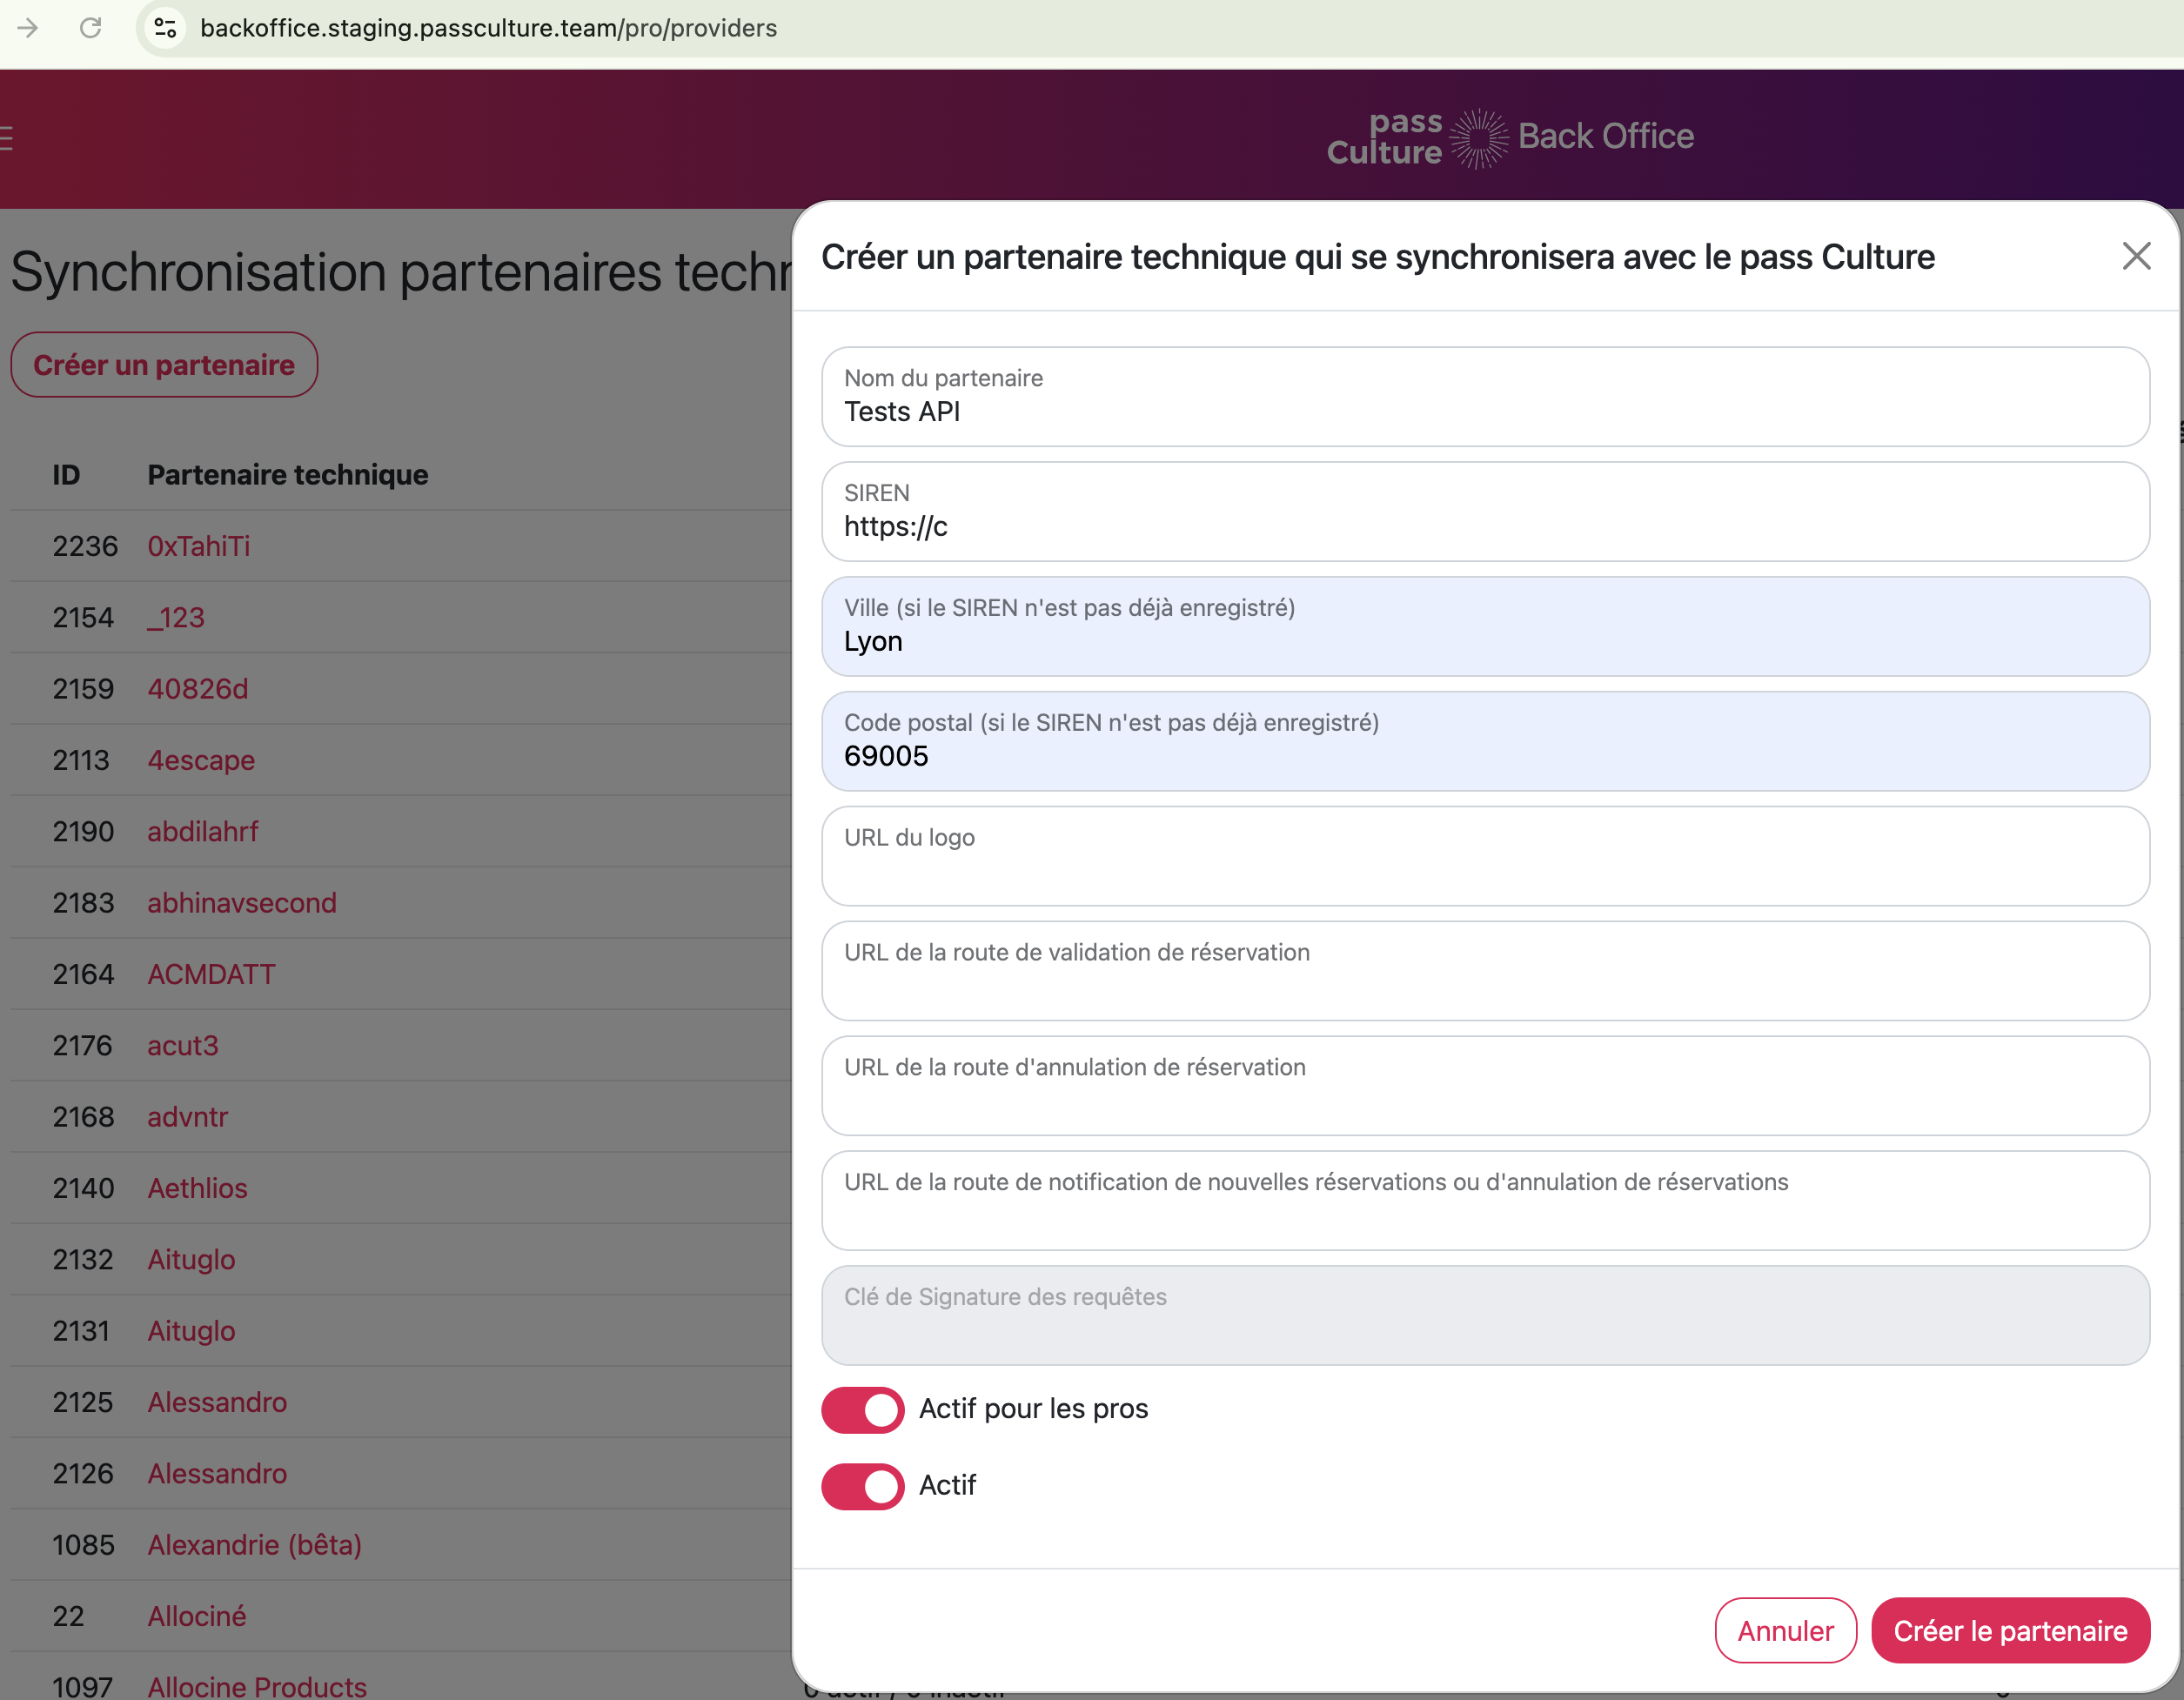 backoffice.staging.passculture.team/pro/providers
pass
Culture
Back Office
Synchronisation partenaires
Créer un partenaire
ID Partenaire technique
2236 0xTahiTi
2154 _123
2159 40826d
2113 4escape
2190 abdilahrf
2183 abhinavsecond
2164 ACMDATT
2176 acut3
2168 advntr
2140 Aethlios
2132 Aituglo
2131 Aituglo
2125 Alessandro
2126 Alessandro
1085 Alexandrie (bêta)
22 Allociné
1097 Allocine Products
Créer un partenaire technique qui se synchronisera avec le pass Culture
Nom du partenaire
Tests API
SIREN
https://c
Ville (si le SIREN n'est pas déjà enregistré)
Lyon
Code postal (si le SIREN n'est pas déjà enregistré)
69005
URL du logo
URL de la route de validation de réservation
URL de la route d'annulation de réservation
URL de la route de notification de nouvelles réservations ou d'annulation de réservations
Clé de Signature des requêtes
Actif pour les pros
Actif
Annuler
Créer le partenaire